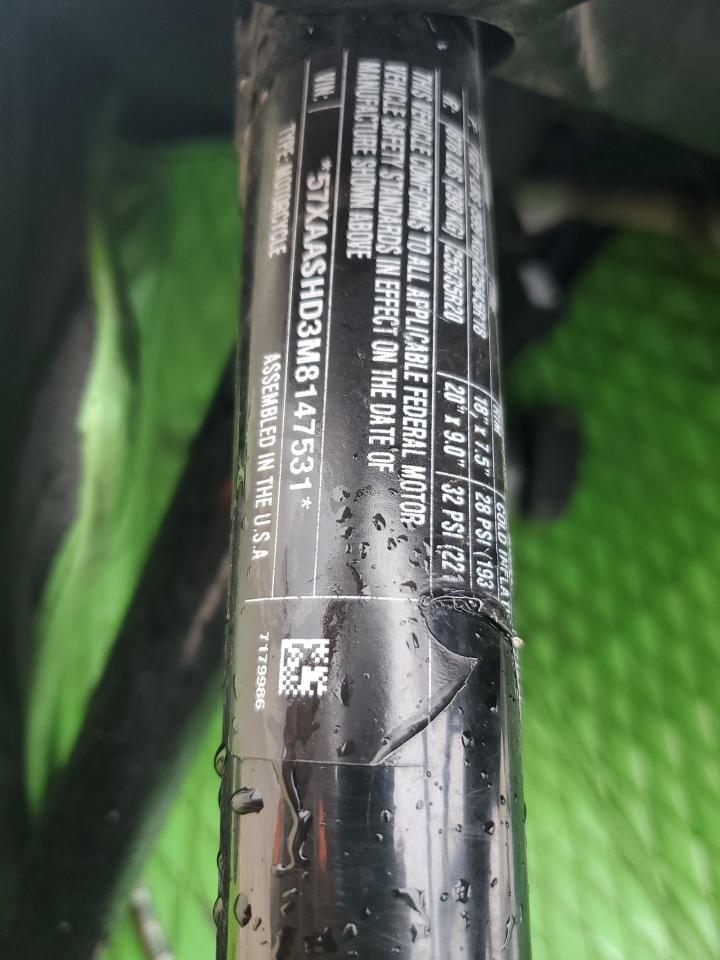 COLD INFLAT
18" x 7.5" 28 PSI (193
R 255/35R20 20" x 9.0" 32 PSI (221
THIS VEHICLE CONFORMS TO ALL APPLICABLE FEDERAL MOTOR
VEHICLE SAFETY STANDARDS IN EFFECT ON THE DATE OF
MANUFACTURE SHOWN ABOVE
VIN: *57XAASHD3M8147531*
TYPE: MOTORCYCLE ASSEMBLED IN THE U.S.A
7179986